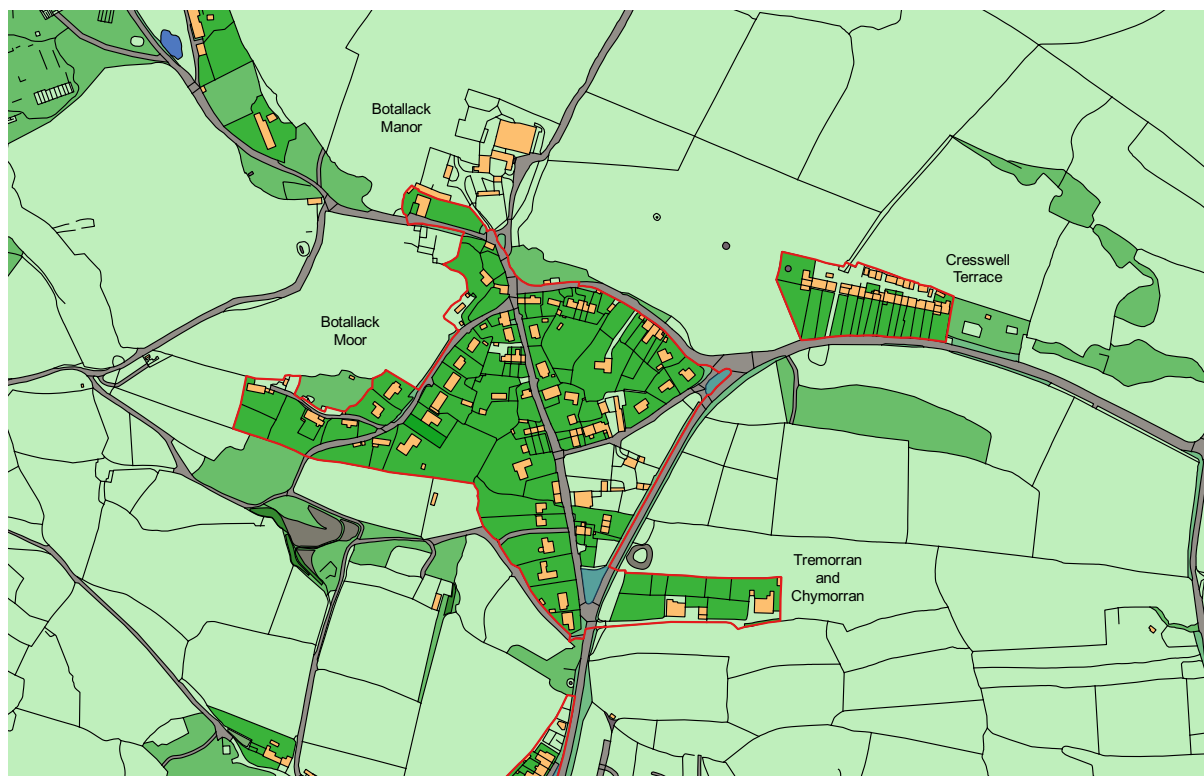 Botallack
Manor
Cresswell
Terrace
Botallack
Moor
Tremorran
and
Chymorran